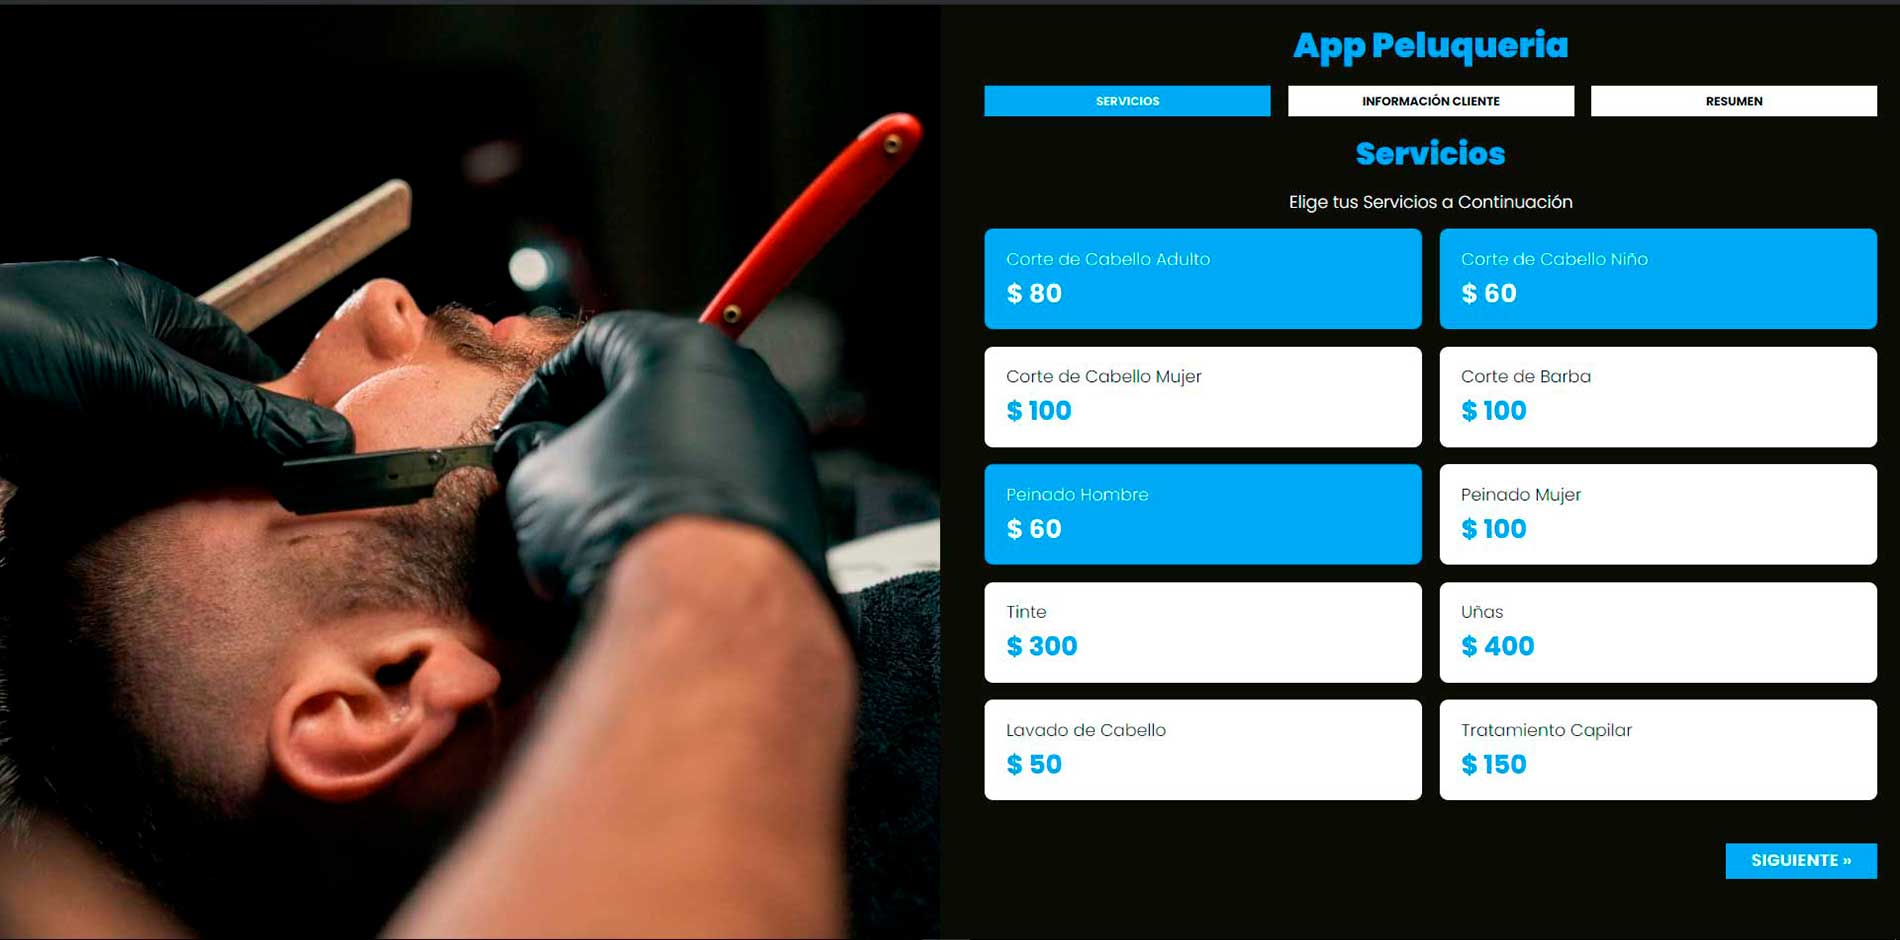 App Peluqueria
SERVICIOS
INFORMACIÓN CLIENTE
RESUMEN
Servicios
Elige tus Servicios a Continuación
Corte de Cabello Adulto
$ 80
Corte de Cabello Niño
$ 60
Corte de Cabello Mujer
$ 100
Corte de Barba
$ 100
Peinado Hombre
$ 60
Peinado Mujer
$ 100
Tinte
$ 300
Uñas
$ 400
Lavado de Cabello
$ 50
Tratamiento Capilar
$ 150
SIGUIENTE »